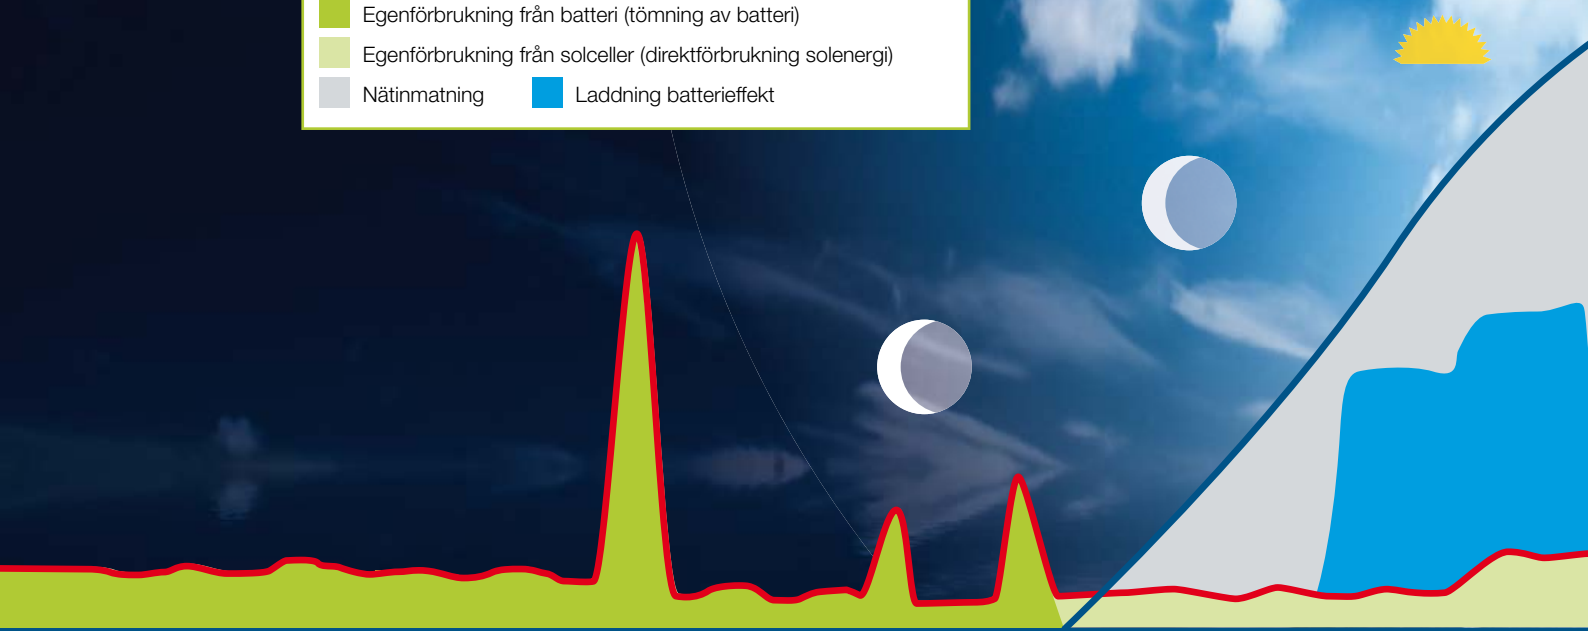 Egenförbrukning från batteri (tömning av batteri)
Egenförbrukning från solceller (direktförbrukning solenergi)
Nätinmatning Laddning batterieffekt